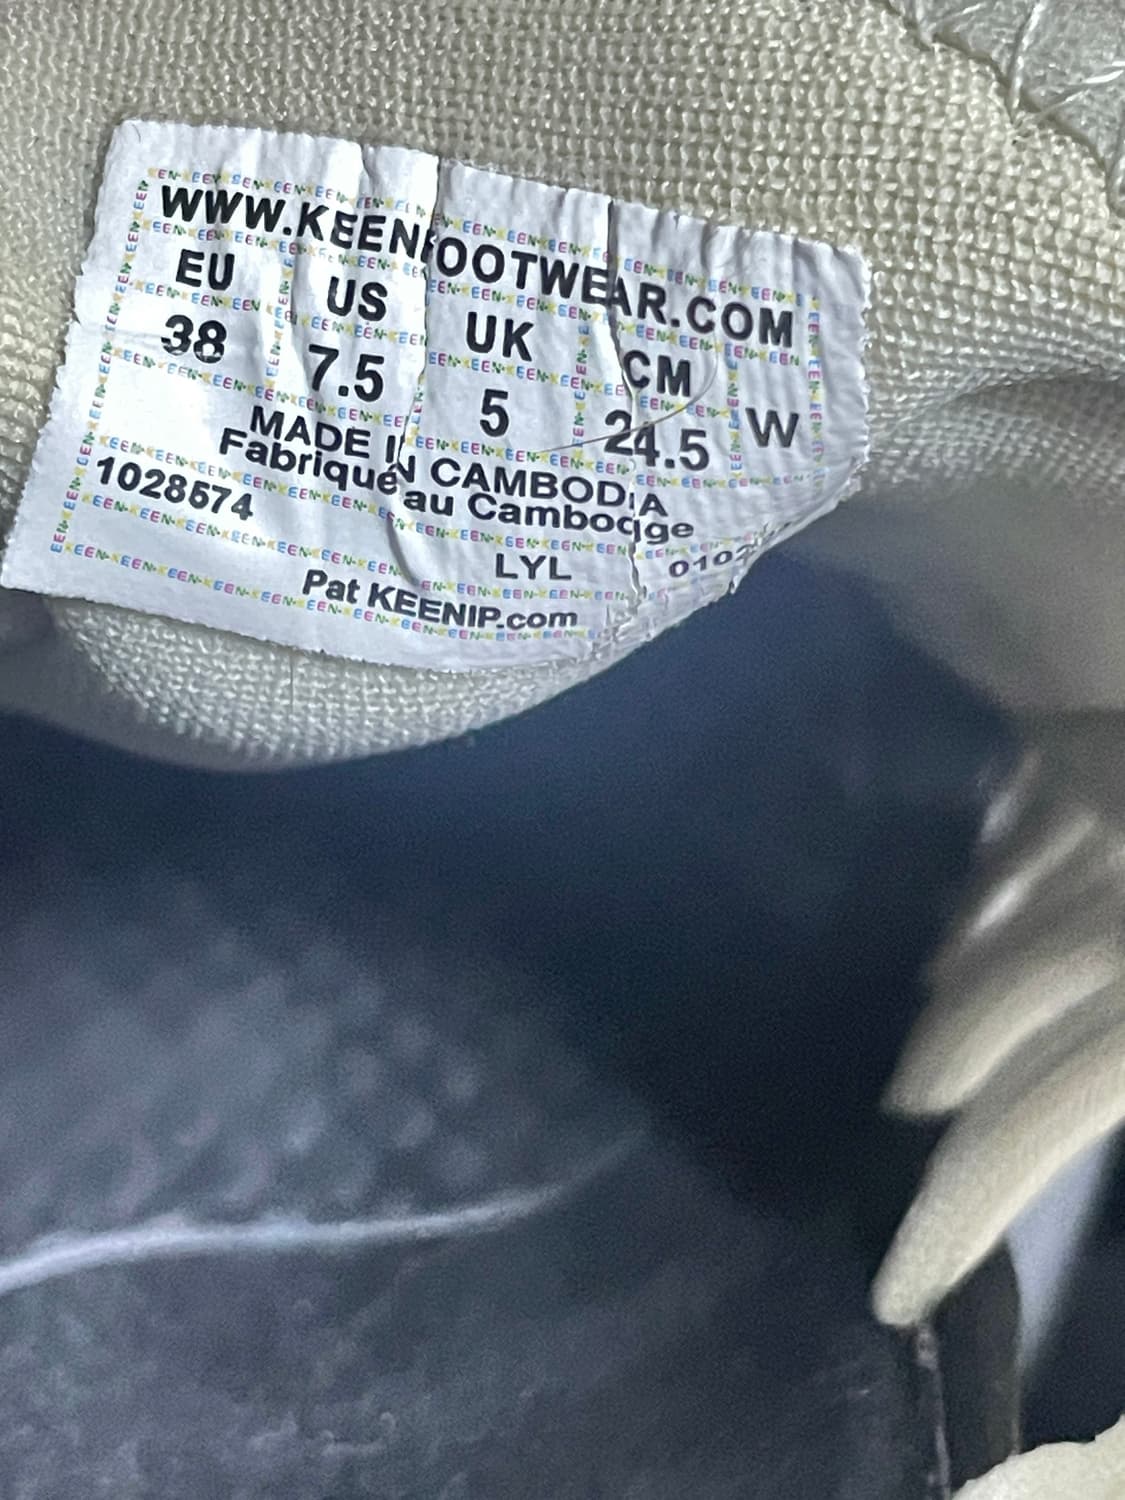 WWW.KEENFOOTWEAR.COM
EU US UK CM W
38 7.5 5 24.5
MADE IN CAMBODIA
Fabriqué au Cambodge
1028574
LYL
Pat KEENIP.com